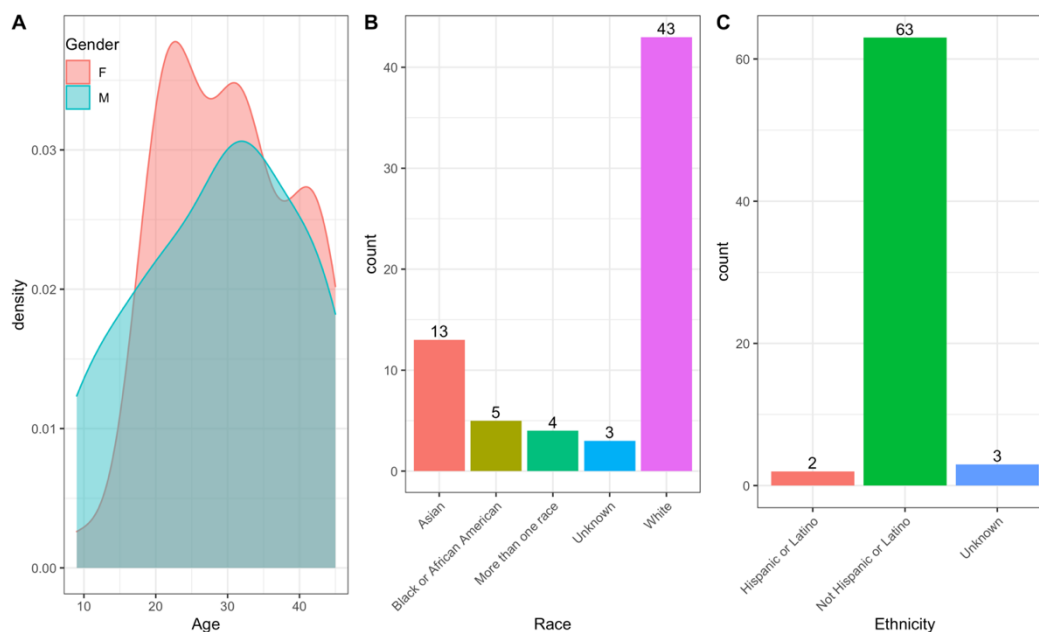 A
Gender
F
M
density
0.03
0.02
0.01
0.00
10
20
30
40
Age
B
count
40
30
20
10
0
13
5
4
3
43
Asian
Black or African American
More than one race
Unknown
White
Race
C
count
60
40
20
0
2
63
3
Hispanic or Latino
Not Hispanic or Latino
Unknown
Ethnicity